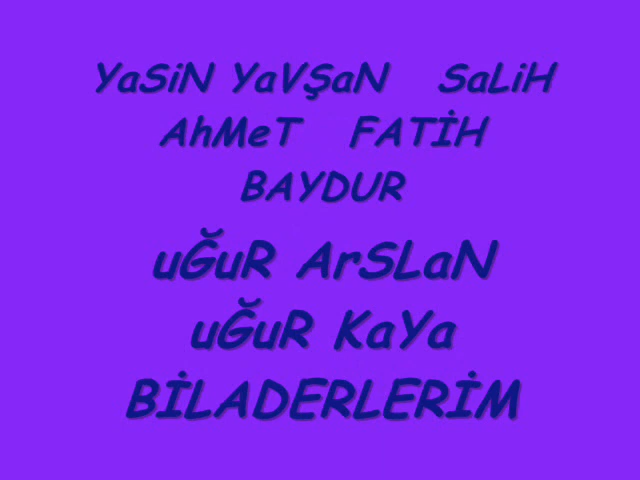 YaSiN YaVŞaN   SaLiH
AhMeT   FATİH
BAYDUR
uĞuR ArSLaN
uĞuR KaYa
BİLADERLERİM